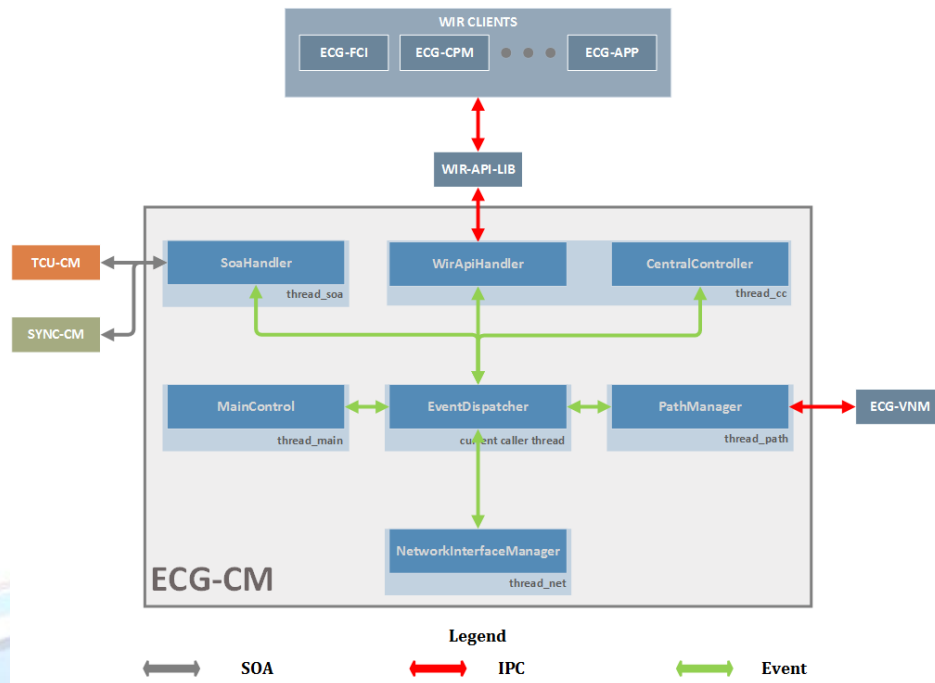 WIR CLIENTS
ECG-FCI
ECG-CPM
ECG-APP
WIR-API-LIB
TCU-CM
SYNC-CM
SoaHandler
thread_soa
WirApiHandler
CentralController
thread_cc
MainControl
thread_main
EventDispatcher
current caller thread
PathManager
thread_path
ECG-VNM
NetworkInterfaceManager
thread_net
ECG-CM
Legend
SOA
IPC
Event